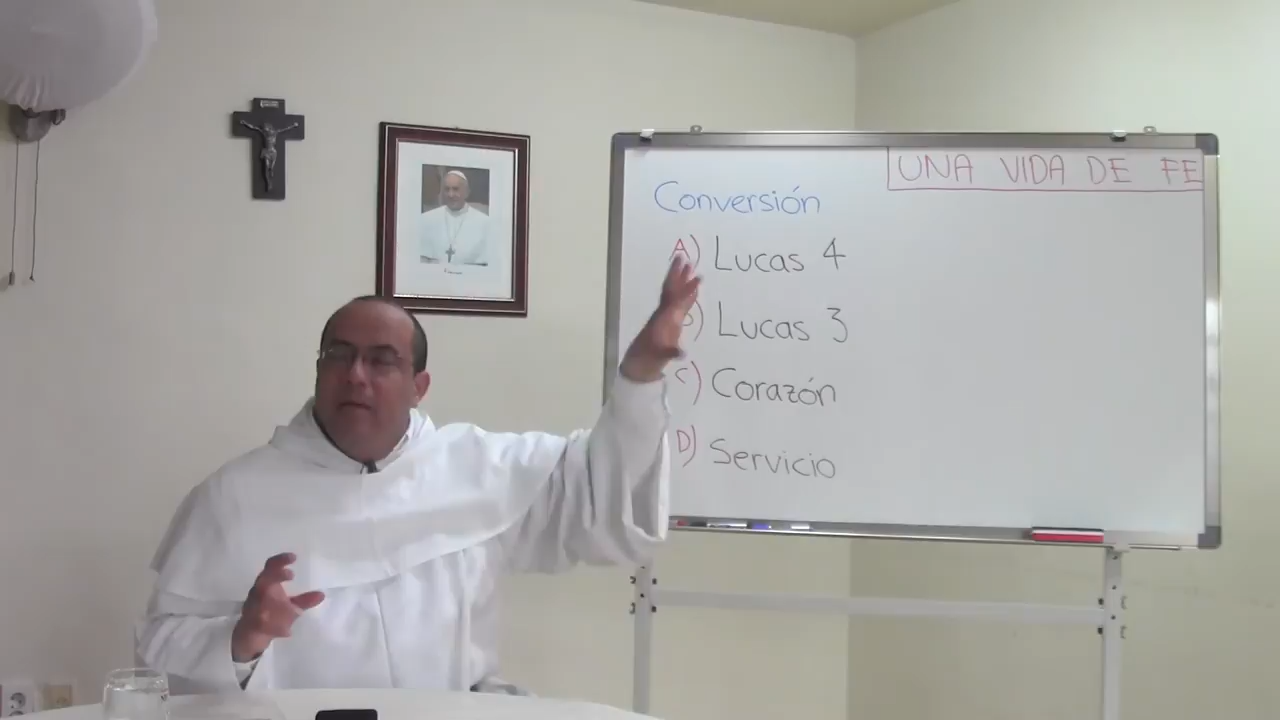 UNA VIDA DE FE
Conversión
A) Lucas 4
B) Lucas 3
C) Corazón
D) Servicio